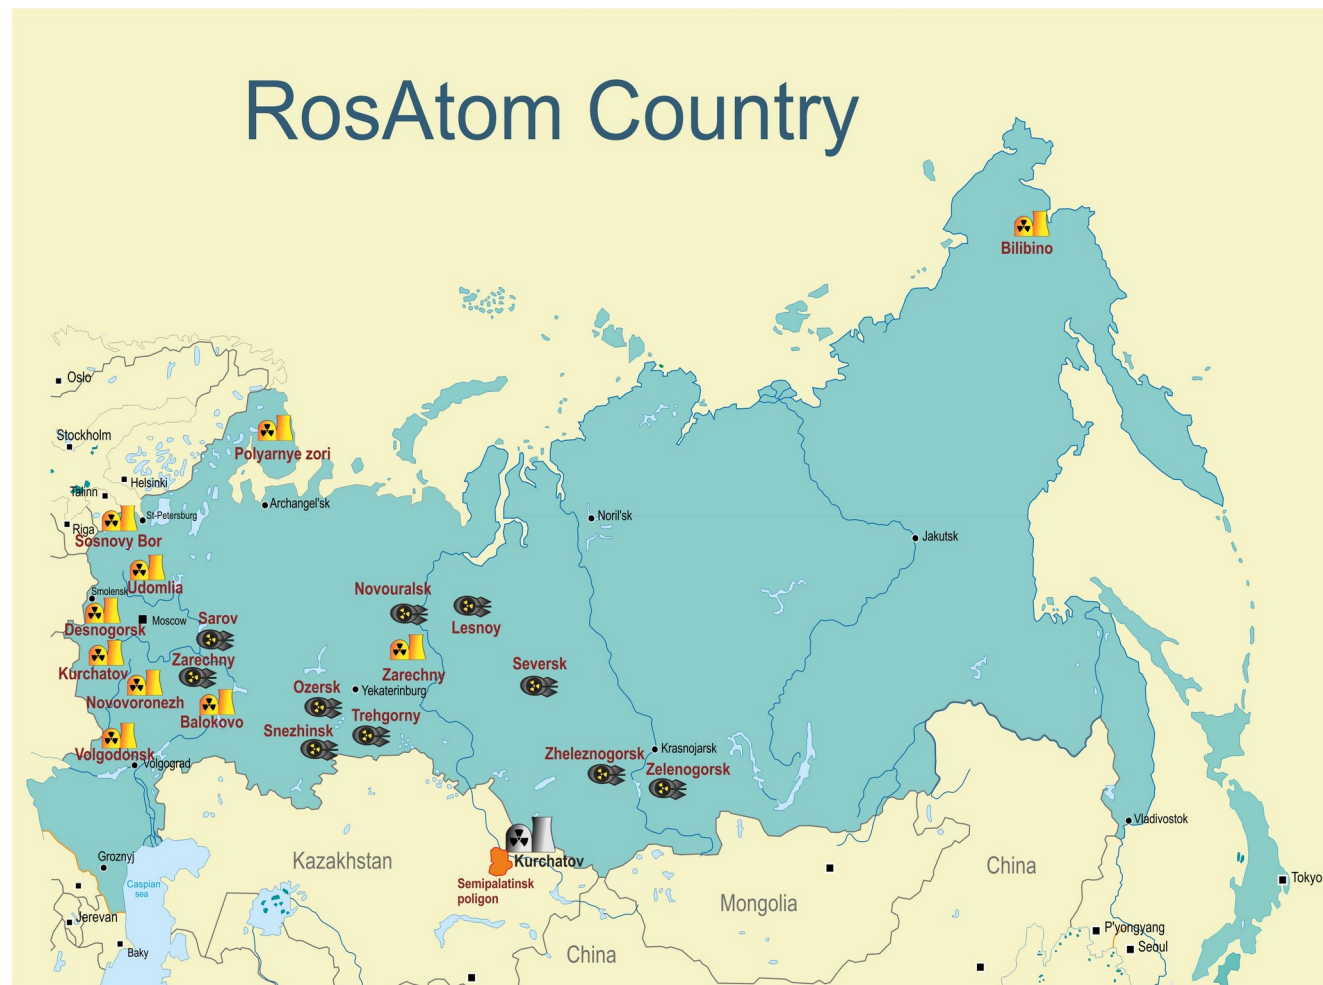 RosAtom Country
Bilibino
Oslo
Stockholm
Polyarnye zori
Helsinki
Talinn
Archangel'sk
St-Petersburg
Riga
Noril'sk
Sosnovy Bor
Jakutsk
Udomlia
Smolensk
Novouralsk
Sarov
Moscow
Desnogorsk
Lesnoy
Zarechny
Kurchatov
Seversk
Zarechny
Ozersk
Yekaterinburg
Novovoronezh
Balokovo
Trehgorny
Snezhinsk
Volgodonsk
Volgograd
Zheleznogorsk
Krasnojarsk
Zelenogorsk
Vladivostok
Kazakhstan
Kurchatov
Groznyj
China
Caspian
sea
Semipalatinsk
poligon
Tokyo
Mongolia
Jerevan
P'yongyang
Seoul
Baky
China